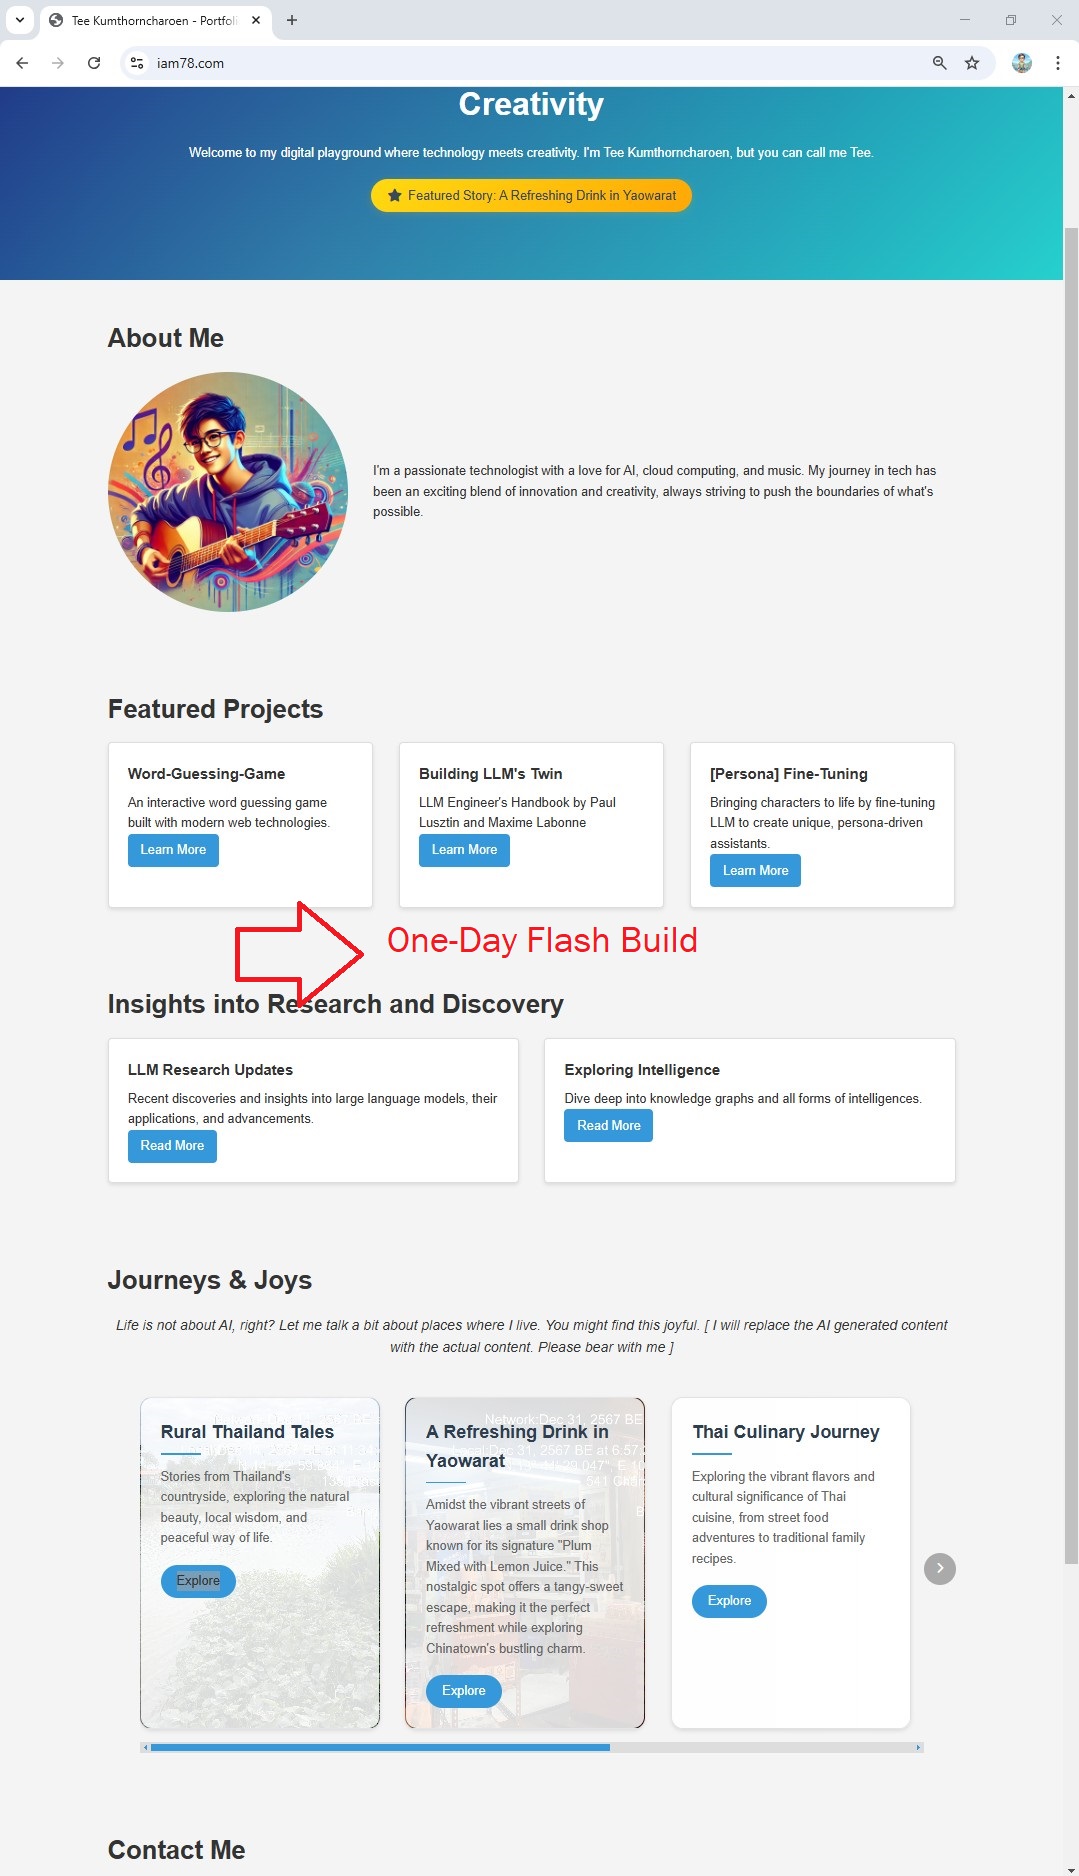 Tee Kumthorncharoen - Portfoli
iam78.com
Creativity
Welcome to my digital playground where technology meets creativity. I'm Tee Kumthorncharoen, but you can call me Tee.
Featured Story: A Refreshing Drink in Yaowarat
About Me
I'm a passionate technologist with a love for AI, cloud computing, and music. My journey in tech has
been an exciting blend of innovation and creativity, always striving to push the boundaries of what's
possible.
Featured Projects
Word-Guessing-Game
An interactive word guessing game
built with modern web technologies.
Learn More
Building LLM's Twin
LLM Engineer's Handbook by Paul
Lusztin and Maxime Labonne
Learn More
[Persona] Fine-Tuning
Bringing characters to life by fine-tuning
LLM to create unique, persona-driven
assistants.
Learn More
One-Day Flash Build
Insights into Research and Discovery
LLM Research Updates
Recent discoveries and insights into large language models, their
applications, and advancements.
Read More
Exploring Intelligence
Dive deep into knowledge graphs and all forms of intelligences.
Read More
Journeys & Joys
Life is not about AI, right? Let me talk a bit about places where I live. You might find this joyful. [ I will replace the AI generated content
with the actual content. Please bear with me ]
Rural Thailand Tales
Stories from Thailand's
countryside, exploring the natural
beauty, local wisdom, and
peaceful way of life.
Explore
Network:Dec 31, 2567 BE
A Refreshing Drink in
Yaowarat
Amidst the vibrant streets of
Yaowarat lies a small drink shop
known for its signature "Plum
Mixed with Lemon Juice." This
nostalgic spot offers a tangy-sweet
escape, making it the perfect
refreshment while exploring
Chinatown's bustling charm.
Explore
Thai Culinary Journey
Exploring the vibrant flavors and
cultural significance of Thai
cuisine, from street food
adventures to traditional family
recipes.
Explore
Contact Me